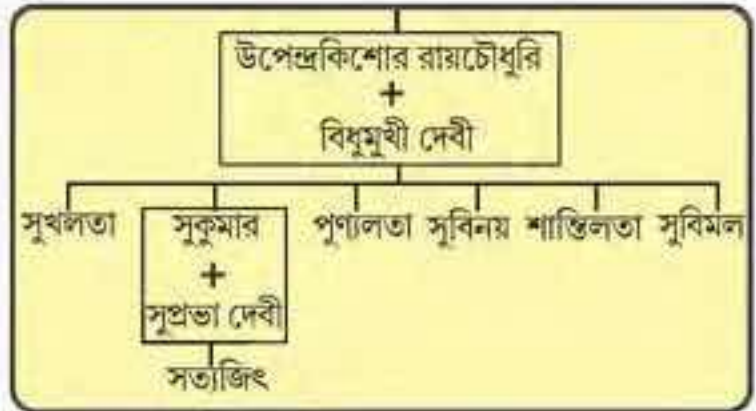 উপেন্দ্রকিশোর রায়চৌধুরি
+
বিধুমুখী দেবী
সুখলতা
সুকুমার
+
সুপ্রভা দেবী
পুণ্যলতা
সুবিনয়
শান্তিলতা
সুবিমল
সত্যজিৎ